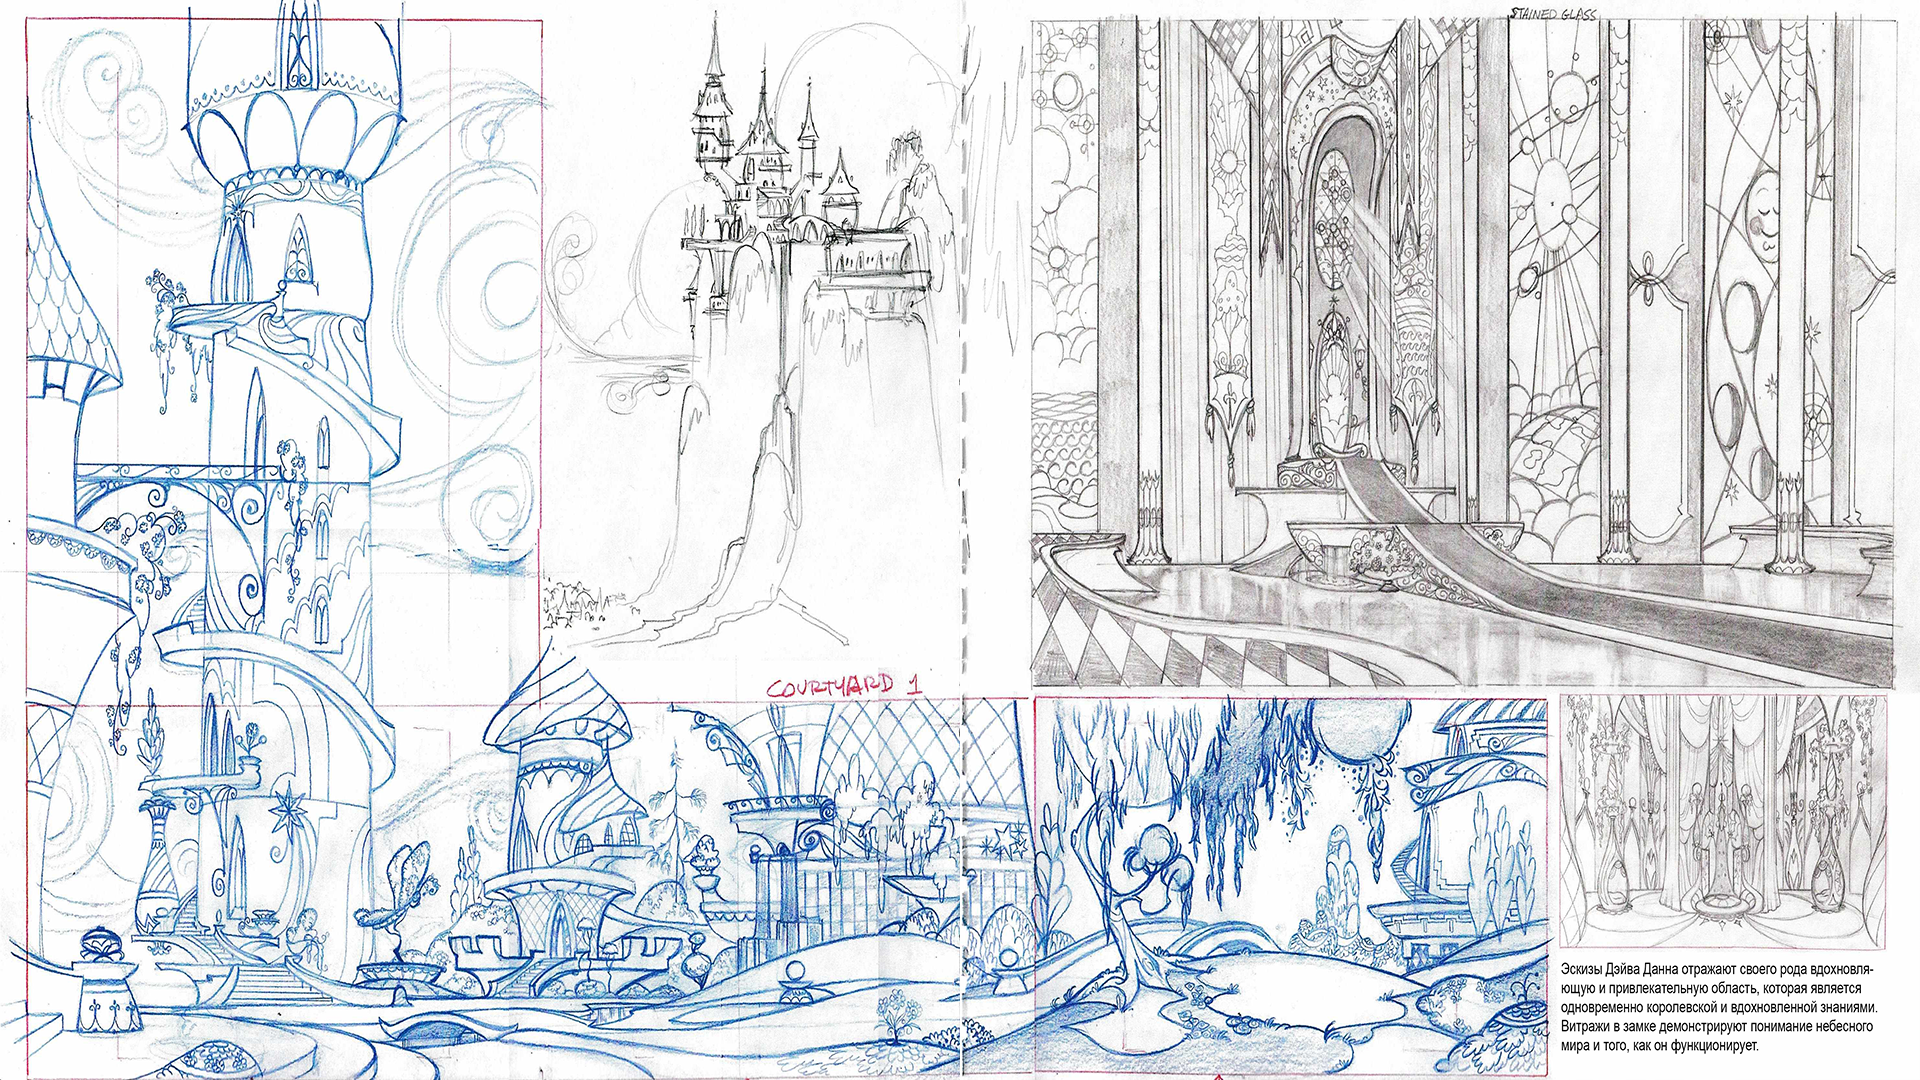 STAINED GLASS
COURTYARD 1
Эскизы Дэйва Данна отражают своего рода вдохновля-
ющую и привлекательную область, которая является
одновременно королевской и вдохновленной знаниями.
Витражи в замке демонстрируют понимание небесного
мира и того, как он функционирует.